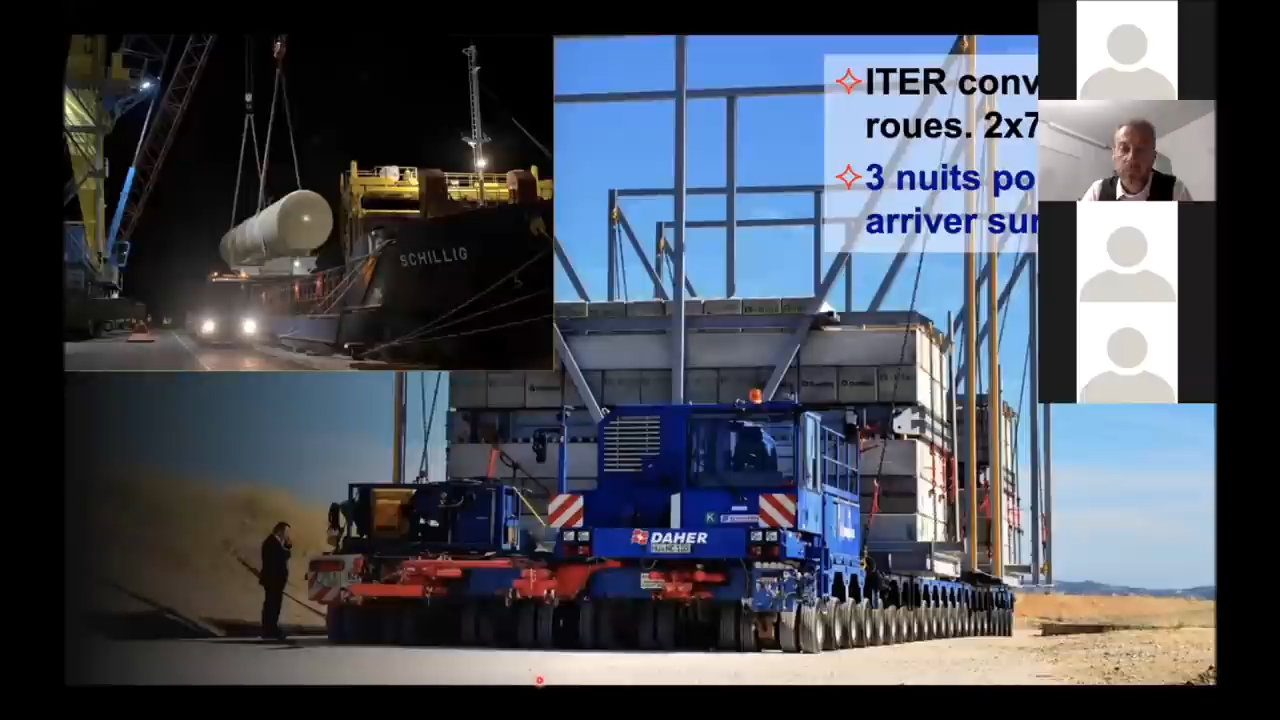 ITER conv
roues. 2x7
3 nuits po
arriver sur
SCHILLIG
DAHER